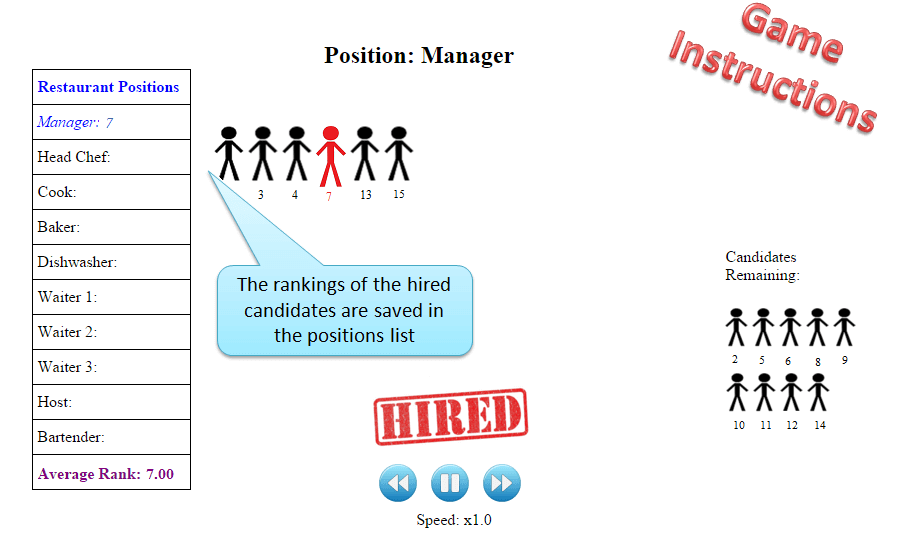 Game
Instructions
Position: Manager
Restaurant Positions
Manager: 7
Head Chef:
Cook:
Baker:
Dishwasher:
Waiter 1:
Waiter 2:
Waiter 3:
Host:
Bartender:
Average Rank: 7.00
3 4 7 13 15
The rankings of the hired
candidates are saved in
the positions list
Candidates
Remaining:
2 5 6 8 9
10 11 12 14
HIRED
Speed: x1.0